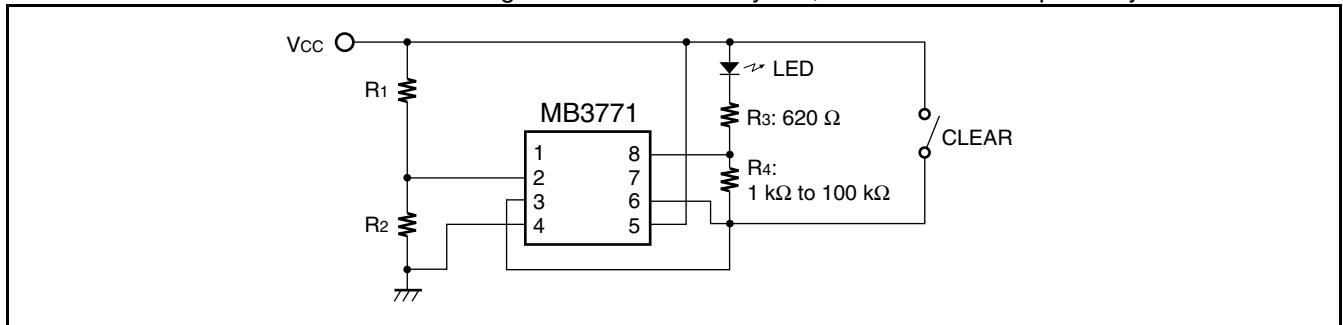 VCC
R1
R2
MB3771
1
2
3
4
8
7
6
5
LED
R3: 620 Ω
R4:
1 kΩ to 100 kΩ
CLEAR